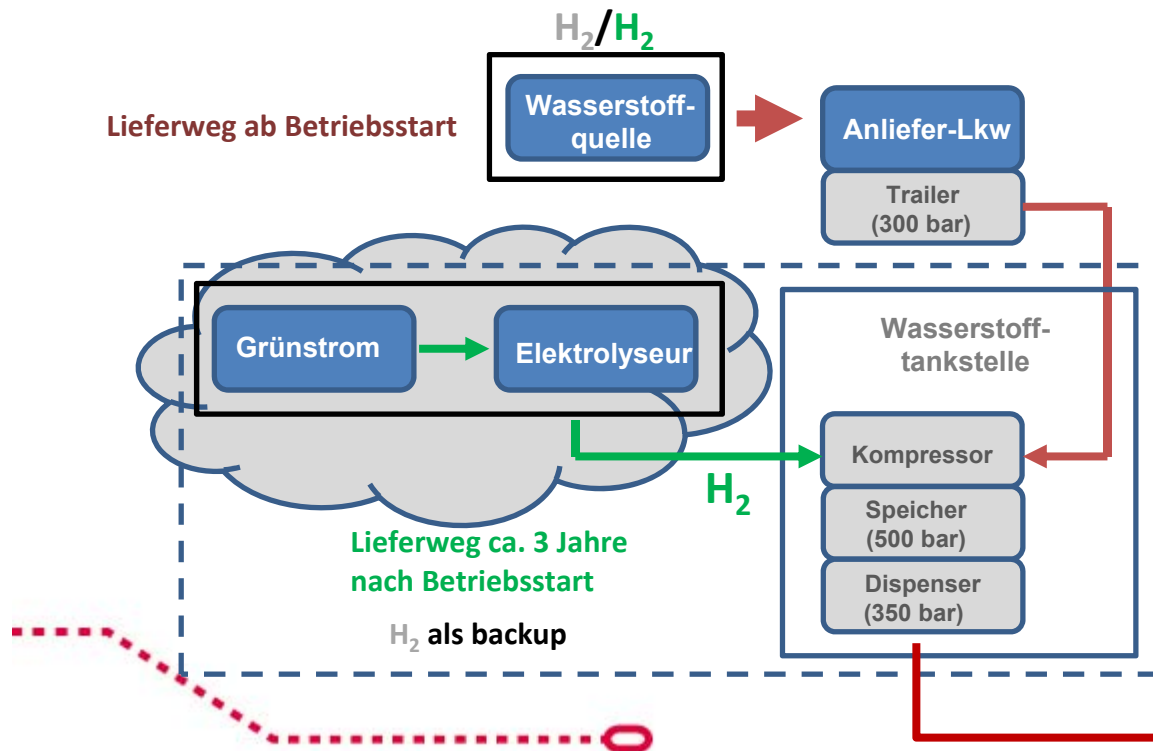 H₂/H₂
Wasserstoff-
quelle
Lieferweg ab Betriebsstart
Anliefer-Lkw
Trailer
(300 bar)
Grünstrom
Elektrolyseur
Wasserstoff-
tankstelle
Kompressor
H₂
Speicher
(500 bar)
Lieferweg ca. 3 Jahre
nach Betriebsstart
Dispenser
(350 bar)
H₂ als backup